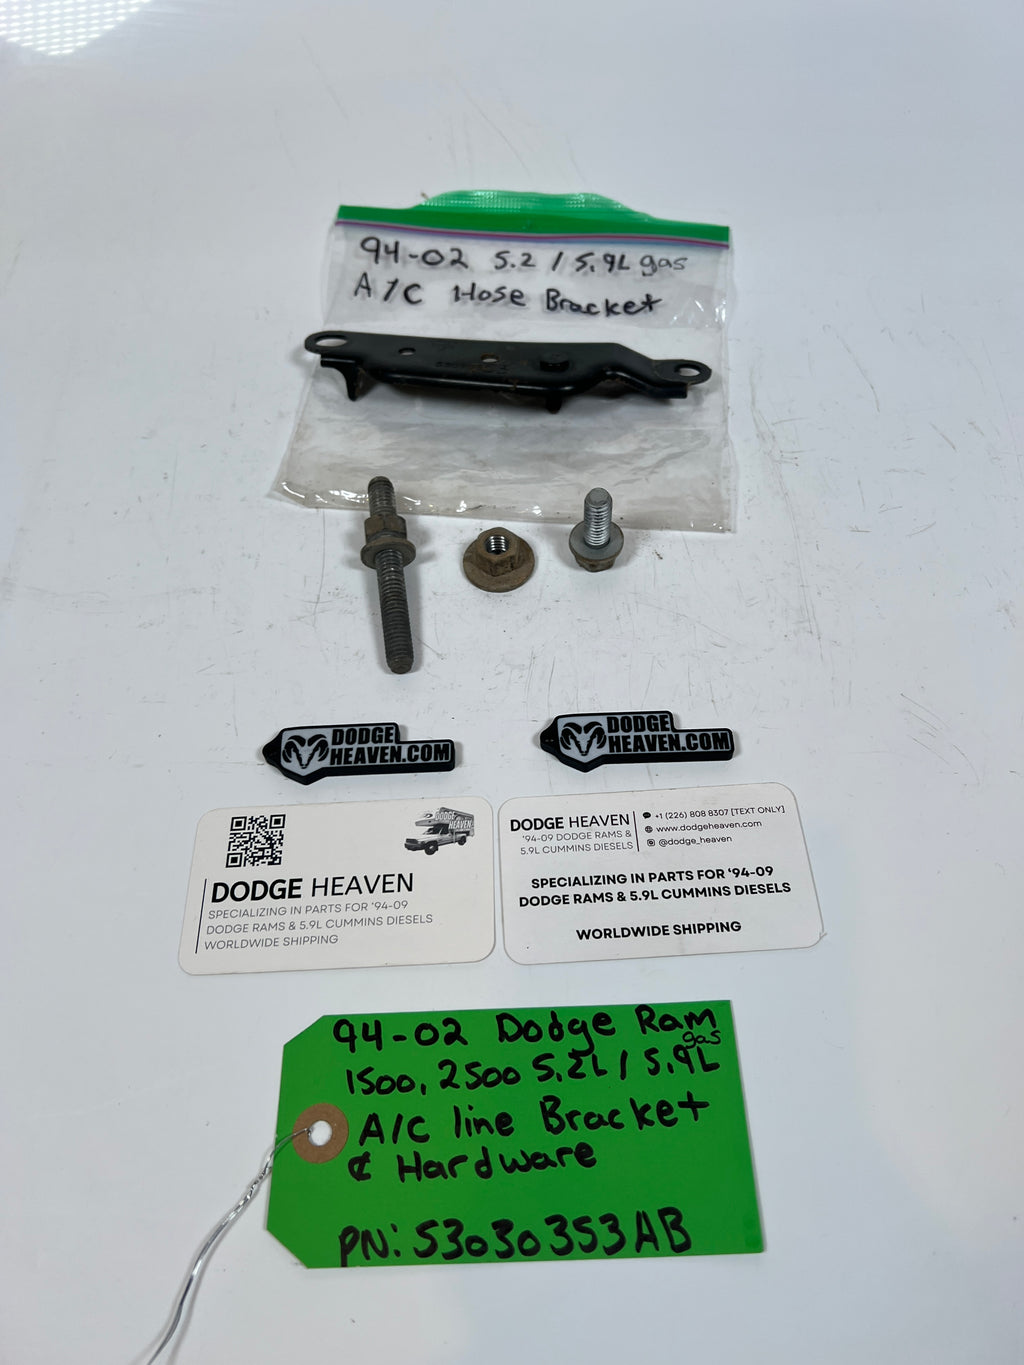 94-02 5.2 / 5.9L gas
A/C Hose Bracket
DODGE
HEAVEN.COM
DODGE
HEAVEN.COM
DODGE
HEAVEN
DODGE HEAVEN
SPECIALIZING IN PARTS FOR '94-09
DODGE RAMS & 5.9L CUMMINS DIESELS
WORLDWIDE SHIPPING
DODGE HEAVEN
'94-09 DODGE RAMS &
5.9L CUMMINS DIESELS
+1 (226) 808 8307 [TEXT ONLY]
www.dodgeheaven.com
@dodge_heaven
SPECIALIZING IN PARTS FOR '94-09
DODGE RAMS & 5.9L CUMMINS DIESELS
WORLDWIDE SHIPPING
94-02 Dodge Ram
gas
1500, 2500 5.2L / 5.9L
A/C line Bracket
& Hardware
PN: 53030353AB